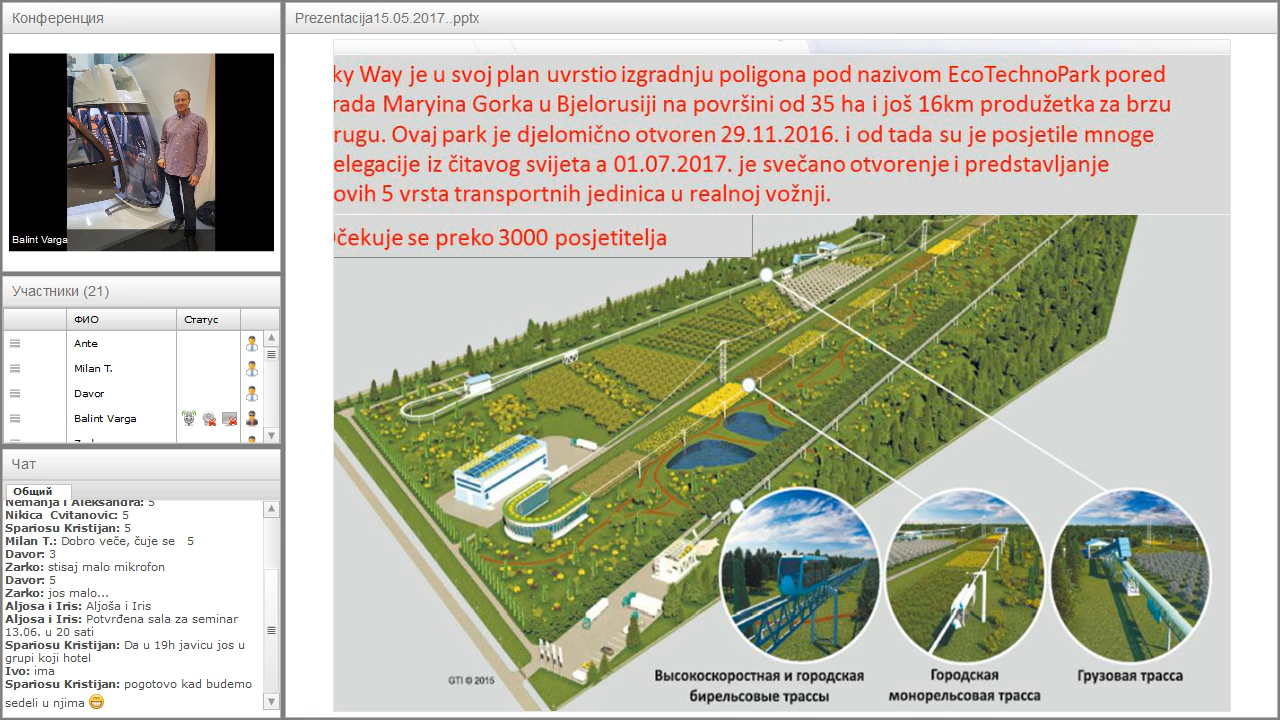 Конференция
Balint Varga
Участники (21)
ФИО
Статус
Ante
Milan T.
Davor
Balint Varga
Чат
Общий
Nemanja i Aleksandra: 5
Nikica Cvitanovic: 5
Spariosu Kristijan: 5
Milan T.: Dobro veče, čuje se 5
Davor: 3
Zarko: stisaj malo mikrofon
Davor: 5
Zarko: jos malo...
Aljosa i Iris: Aljoša i Iris
Aljosa i Iris: Potvrđena sala za seminar
13.06. u 20 sati
Spariosu Kristijan: Da u 19h javicu jos u
grupi koji hotel
Ivo: ima
Spariosu Kristijan: pogotovo kad budemo
sedeli u njima
Prezentacija15.05.2017..pptx
ky Way je u svoj plan uvrstio izgradnju poligona pod nazivom EcoTechnoPark pored
rada Maryina Gorka u Bjelorusiji na površini od 35 ha i još 16km produžetka za brzu
rugu. Ovaj park je djelomično otvoren 29.11.2016. i od tada su je posjetile mnoge
elegacije iz čitavog svijeta a 01.07.2017. je svečano otvorenje i predstavljanje
ovih 5 vrsta transportnih jedinica u realnoj vožnji.
čekuje se preko 3000 posjetitelja
GTI © 2015
Высокоскоростная и городская
бирельсовые трассы
Городская
монорельсовая трасса
Грузовая трасса